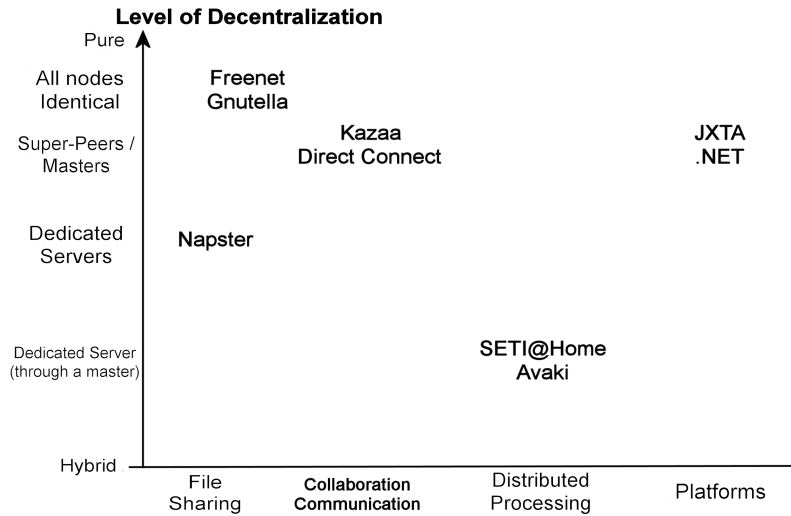 Level of Decentralization
Pure
All nodes
Identical
Freenet
Gnutella
Super-Peers /
Masters
Kazaa
Direct Connect
JXTA
.NET
Dedicated
Servers
Napster
Dedicated Server
(through a master)
SETI@Home
Avaki
Hybrid
File
Sharing
Collaboration
Communication
Distributed
Processing
Platforms